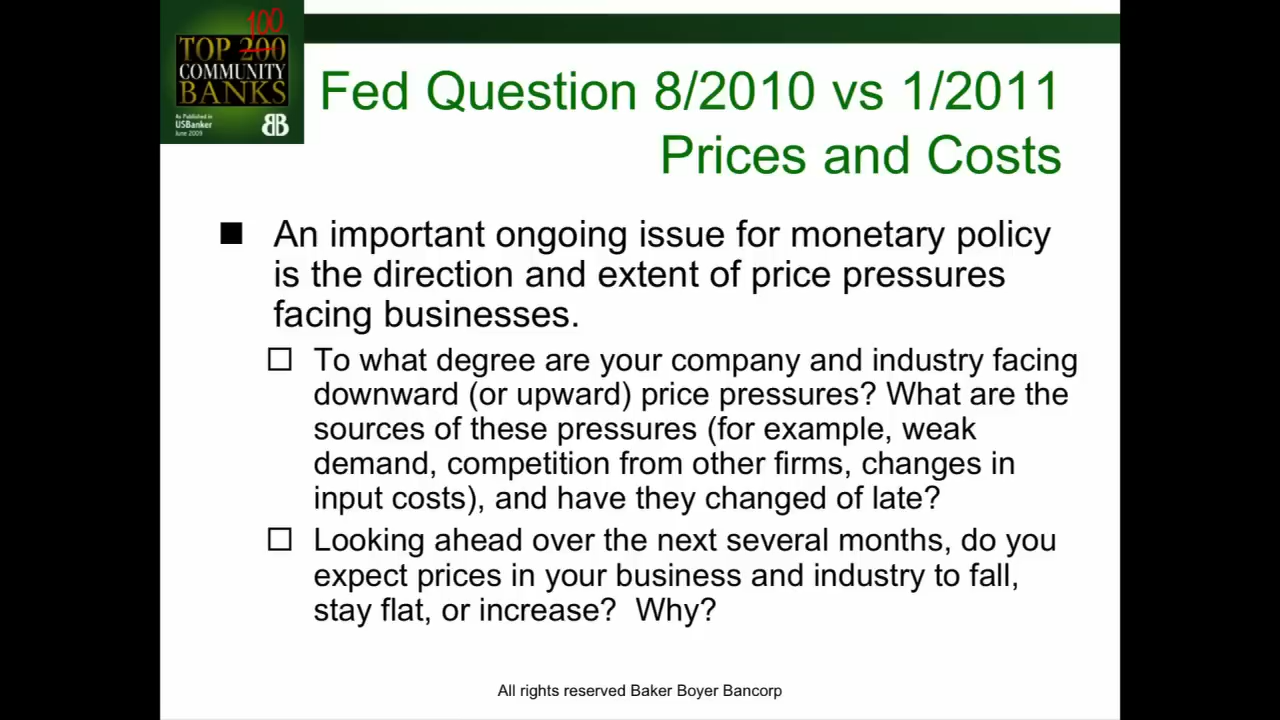 100
TOP 200
COMMUNITY
BANKS
As Published in
USBanker
June 2009
BB
Fed Question 8/2010 vs 1/2011
Prices and Costs
An important ongoing issue for monetary policy
is the direction and extent of price pressures
facing businesses.
To what degree are your company and industry facing
downward (or upward) price pressures? What are the
sources of these pressures (for example, weak
demand, competition from other firms, changes in
input costs), and have they changed of late?
Looking ahead over the next several months, do you
expect prices in your business and industry to fall,
stay flat, or increase?  Why?
All rights reserved Baker Boyer Bancorp